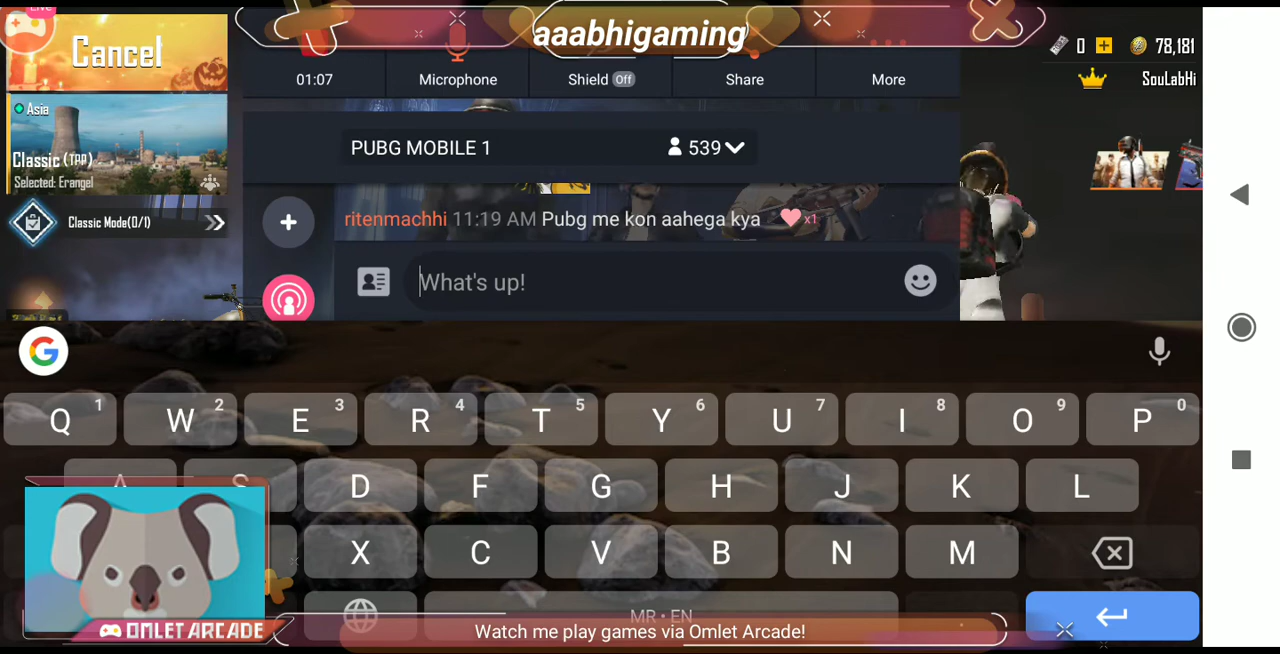 Live
aaabhigaming
Cancel
0
78,181
SouLabHi
01:07
Microphone
Shield Off
Share
More
Asia
Classic (TPP)
Selected: Erangel
PUBG MOBILE 1
539
Classic Mode(0/1)
ritenmachhi 11:19 AM Pubg me kon aahega kya x1
What's up!
G
Q 1 W 2 E 3 R 4 T 5 Y 6 U 7 I 8 O 9 P 0
A S D F G H J K L
X C V B N M
MR • EN
OMLET ARCADE
Watch me play games via Omlet Arcade!